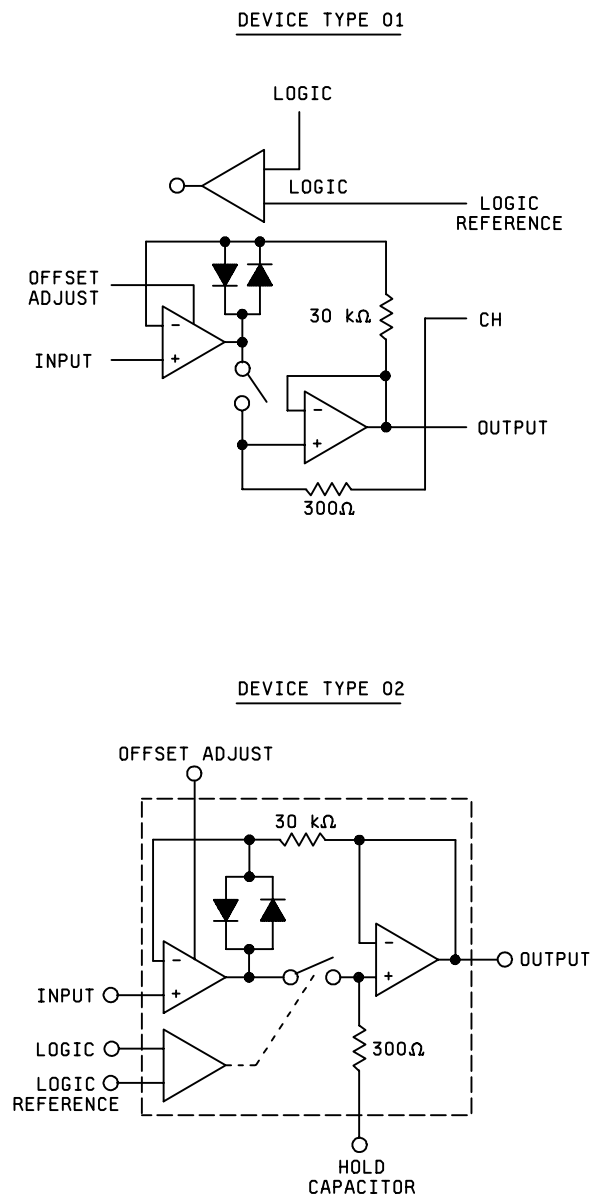 DEVICE TYPE 01
LOGIC
LOGIC
LOGIC
REFERENCE
OFFSET
ADJUST
30 kΩ
CH
-
+
INPUT
-
+
OUTPUT
300Ω
DEVICE TYPE 02
OFFSET ADJUST
30 kΩ
-
+
-
+
OUTPUT
INPUT
LOGIC
300Ω
LOGIC
REFERENCE
HOLD
CAPACITOR